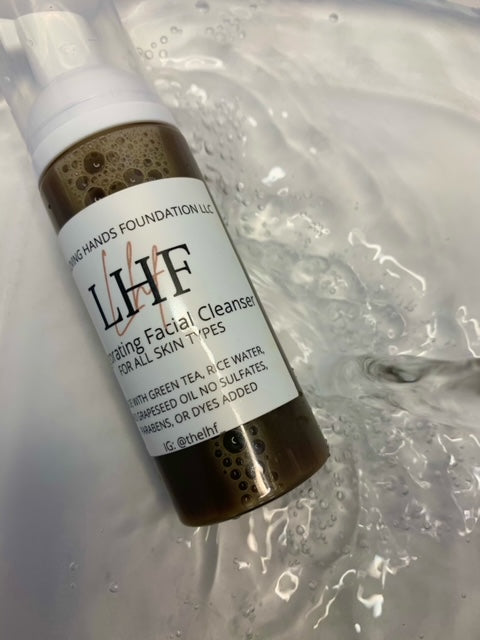 HANDS FOUNDATION LLC
LHF
Facial Cleanser
FOR ALL SKIN TYPES
WITH GREEN TEA, RICE WATER,
GRAPESEED OIL NO SULFATES,
OR DYES ADDED
IG: @thelhf